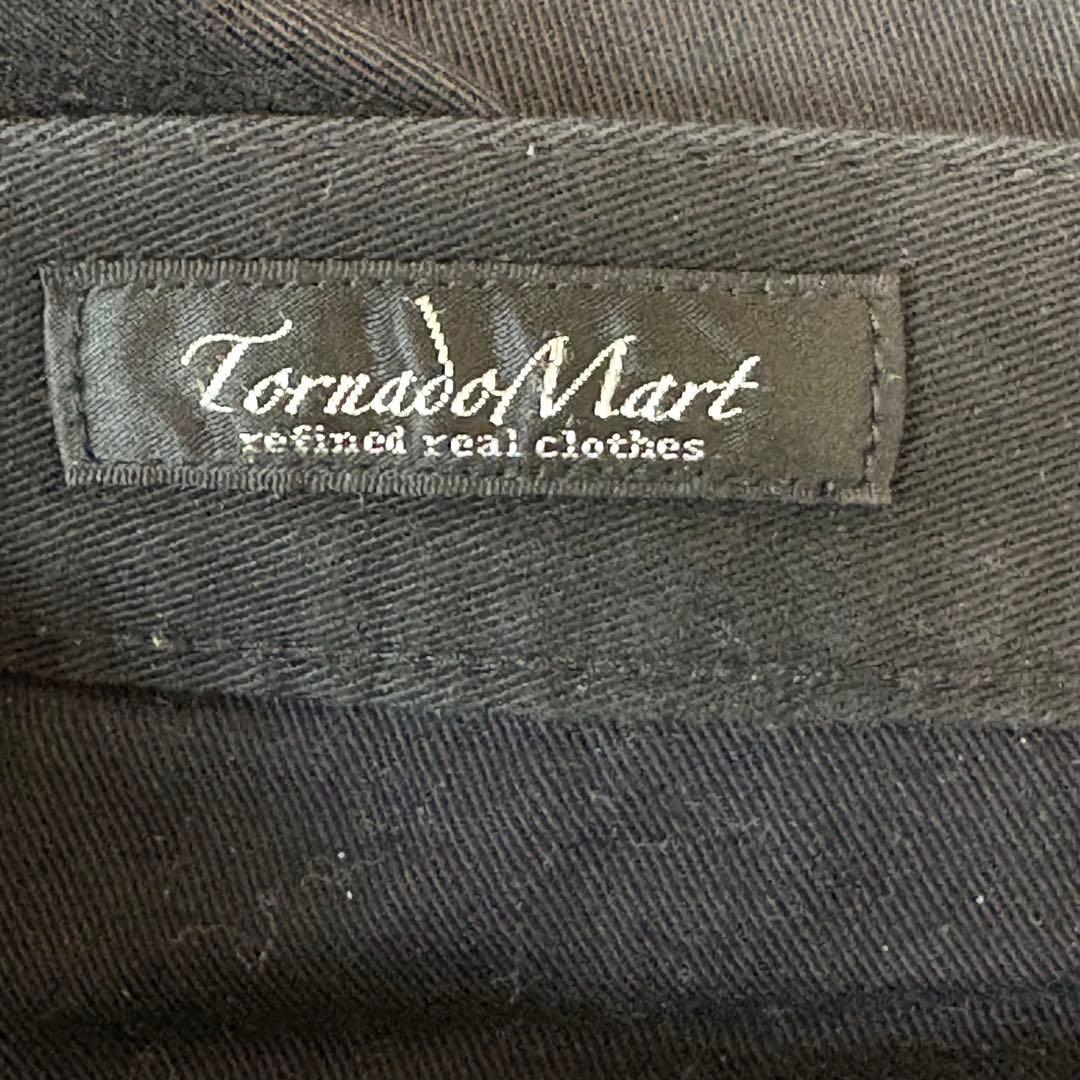 TornadoMart
refined real clothes